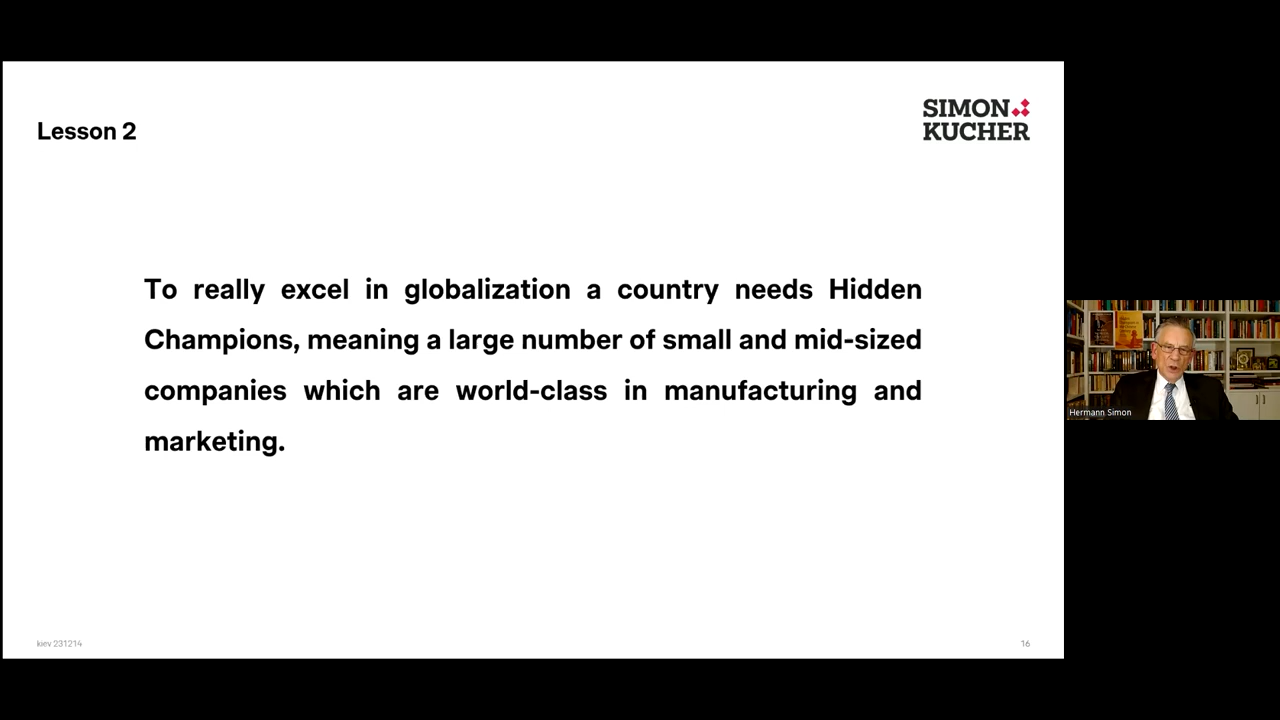 Lesson 2
SIMON
KUCHER
To really excel in globalization a country needs Hidden
Champions, meaning a large number of small and mid-sized
companies which are world-class in manufacturing and
marketing.
Hermann Simon
kiev 231214
16